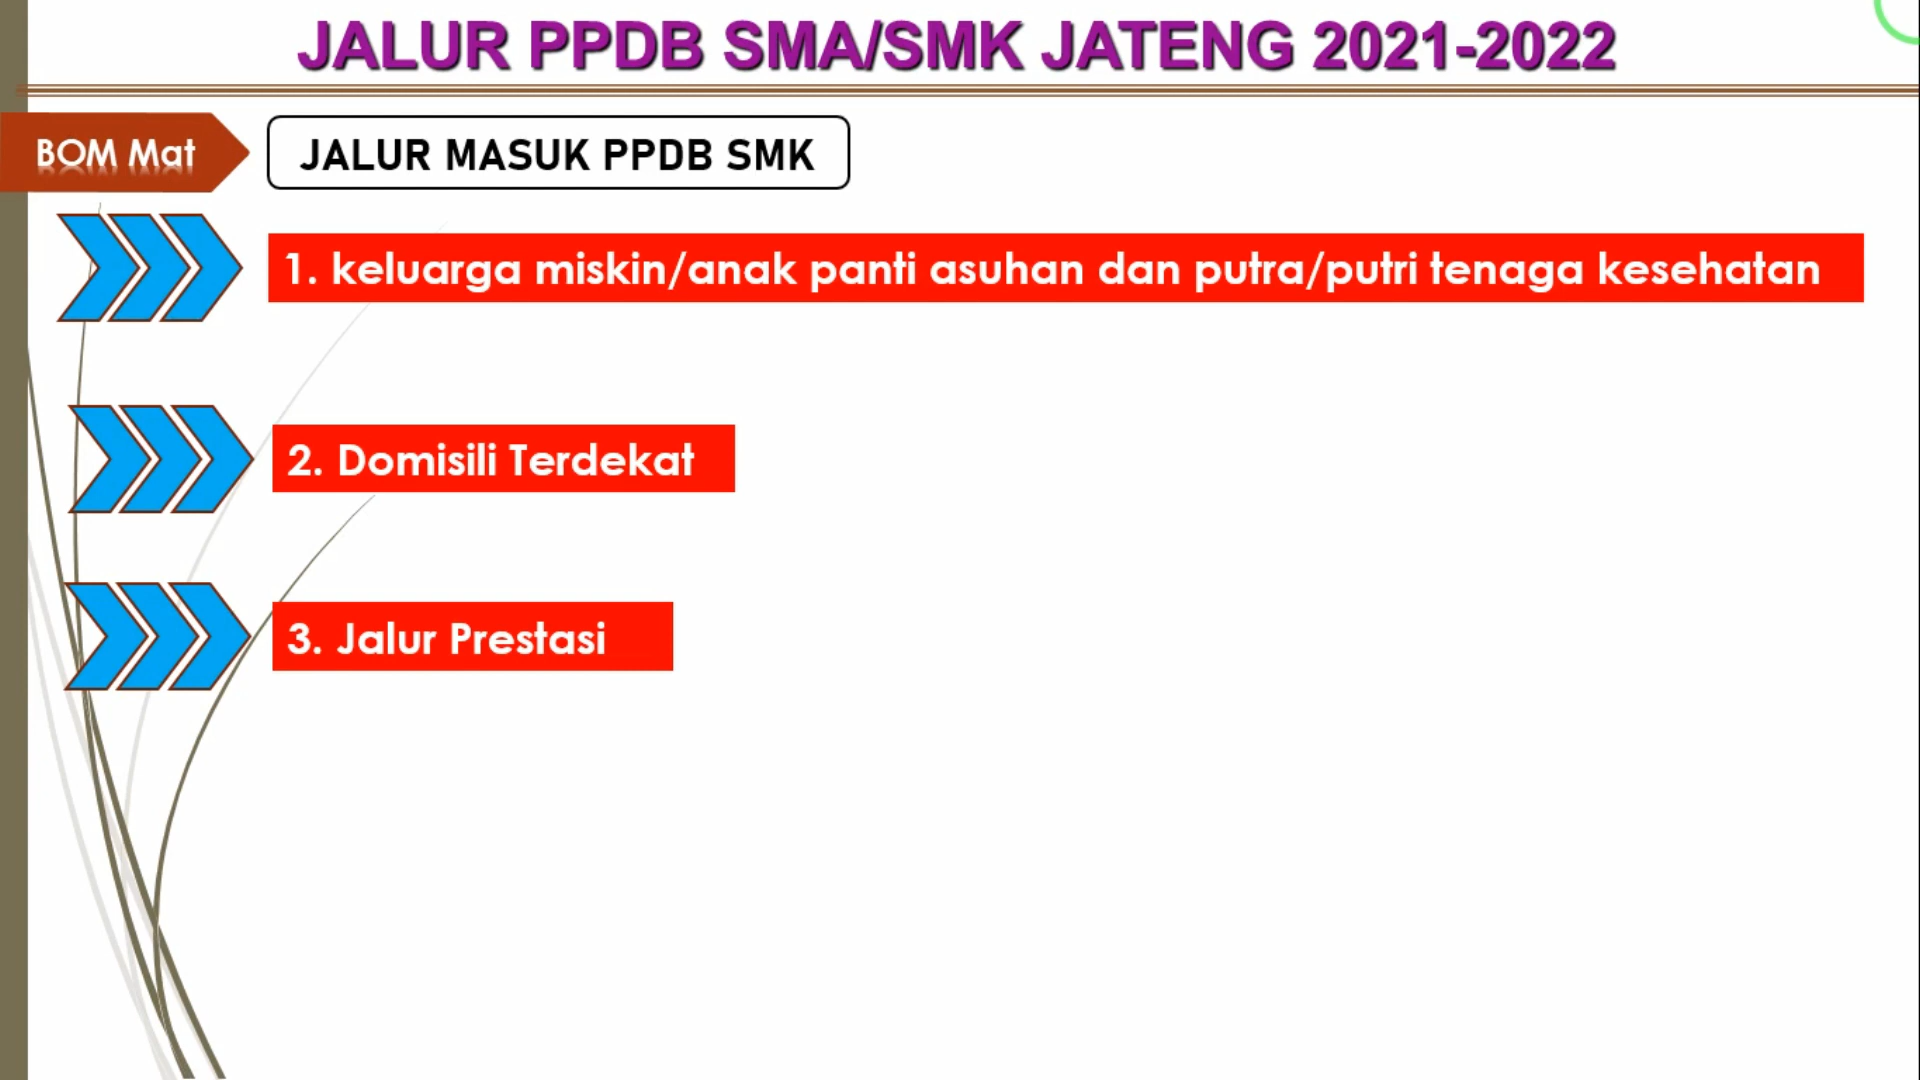 JALUR PPDB SMA/SMK JATENG 2021-2022
BOM Mat
JALUR MASUK PPDB SMK
1. keluarga miskin/anak panti asuhan dan putra/putri tenaga kesehatan
2. Domisili Terdekat
3. Jalur Prestasi